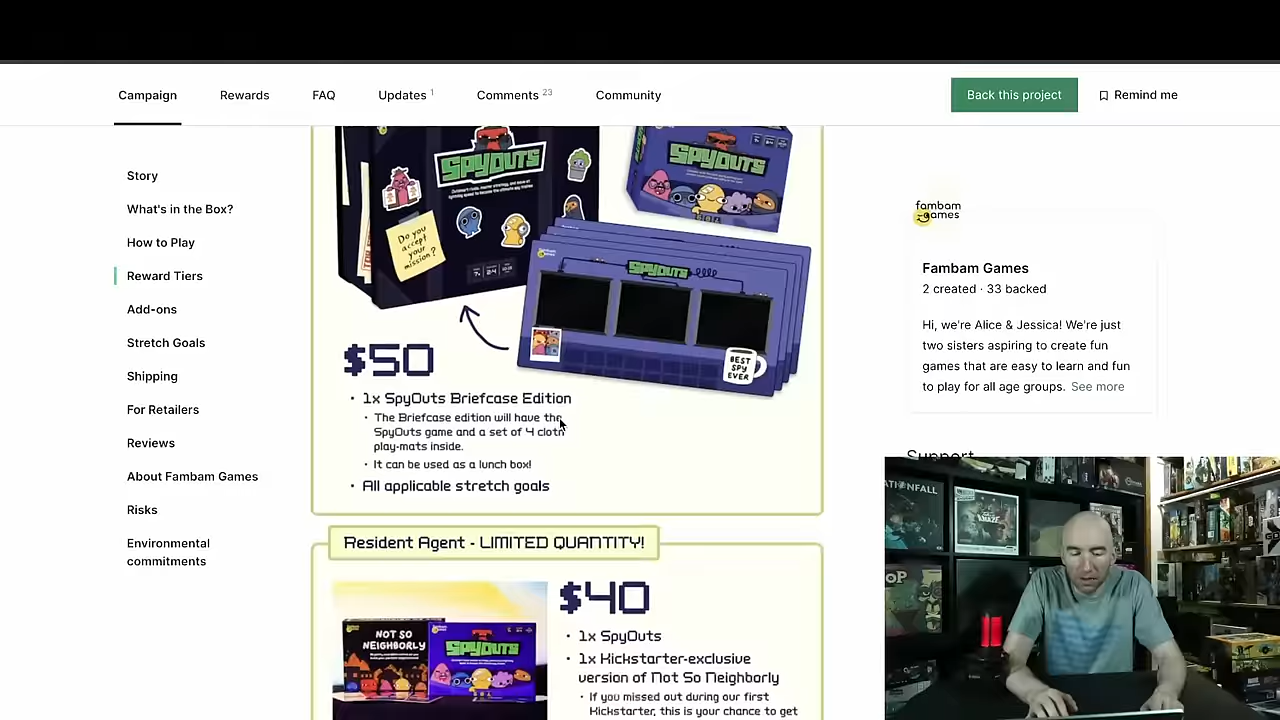 Campaign
Rewards
FAQ
Updates 1
Comments 23
Community
Back this project
Remind me
Story
What's in the Box?
How to Play
Reward Tiers
Add-ons
Stretch Goals
Shipping
For Retailers
Reviews
About Fambam Games
Risks
Environmental
commitments
SPYOUTS
Do you
accept
your
mission?
SPYOUTS
SPYOUTS
BEST
SPY
EVER
$50
• 1x SpyOuts Briefcase Edition
• The Briefcase edition will have the
SpyOuts game and a set of 4 cloth
play-mats inside.
• It can be used as a lunch box!
• All applicable stretch goals
Resident Agent - LIMITED QUANTITY!
NOT SO
NEIGHBORLY
SPYOUTS
$40
• 1x SpyOuts
• 1x Kickstarter-exclusive
version of Not So Neighborly
• If you missed out during our first
Kickstarter, this is your chance to get
fambam
games
Fambam Games
2 created · 33 backed
Hi, we're Alice & Jessica! We're just
two sisters aspiring to create fun
games that are easy to learn and fun
to play for all age groups. See more
Support